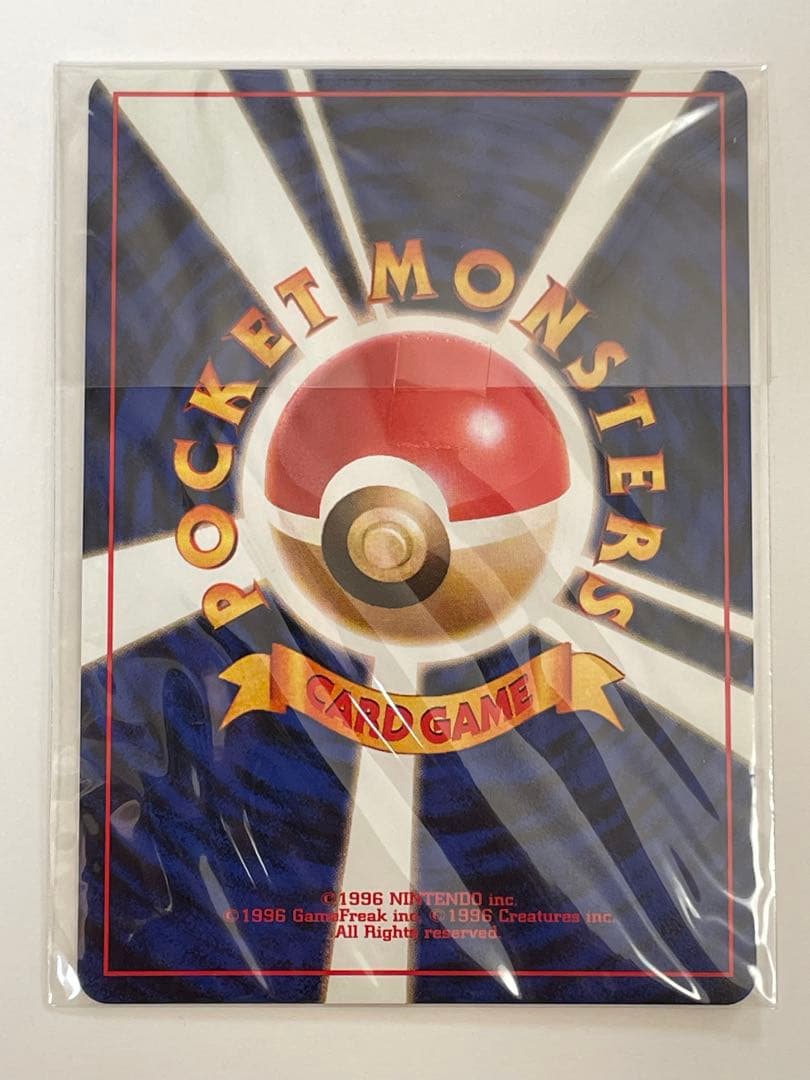 POCKET MONSTERS
CARD GAME
©1996 NINTENDO inc.
©1996 GameFreak inc. ©1996 Creatures inc.
All Rights reserved.